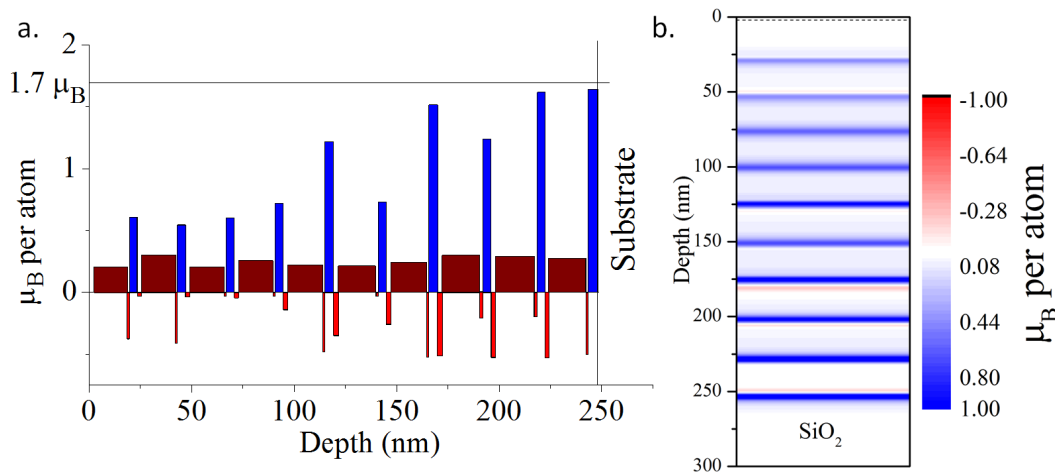 a.
2
1.7 μB
1
0
μB per atom
Substrate
0
50
100
150
200
250
Depth (nm)
b.
0
50
100
150
200
250
300
Depth (nm)
SiO2
-1.00
-0.64
-0.28
0.08
0.44
0.80
1.00
μB per atom